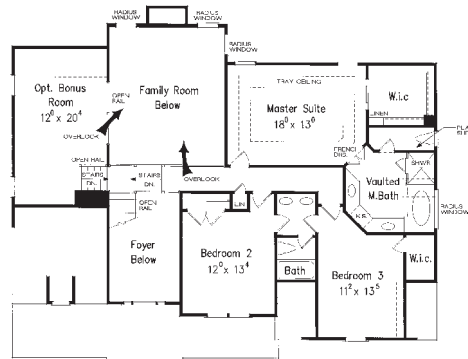 RADIUS
WINDOW
RADIUS
WINDOW
RADIUS
WINDOW
Opt. Bonus
Room
12⁰ x 20⁴
OPEN
RAIL
OVERLOOK
Family Room
Below
TRAY CEILING
Master Suite
18⁰ x 13⁰
W.i.c
LINEN
FRENCH
DRS.
SHWR.
Vaulted
M.Bath
K.S.
RADIUS
WINDOW
OPEN RAIL
STAIRS
DN.
STAIRS
DN.
OVERLOOK
OPEN
RAIL
LIN.
Foyer
Below
Bedroom 2
12⁰ x 13⁴
Bath
Bedroom 3
11² x 13⁵
W.i.c.